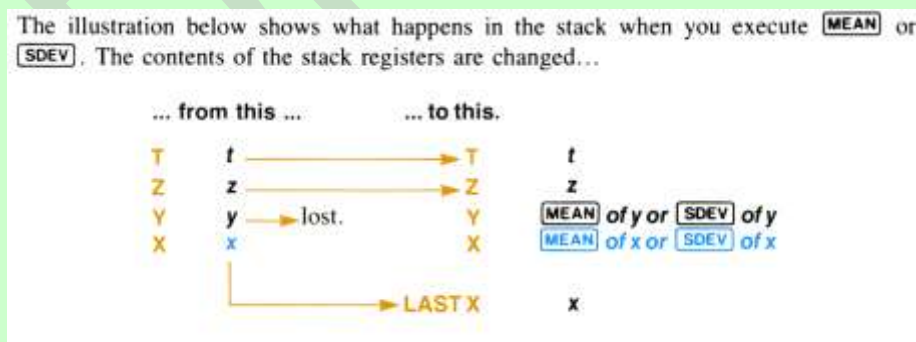 The illustration below shows what happens in the stack when you execute MEAN or
SDEV. The contents of the stack registers are changed...
... from this ... ... to this.
T t T t
Z z Z z
Y y lost. Y MEAN of y or SDEV of y
X x X MEAN of x or SDEV of x
LAST X x